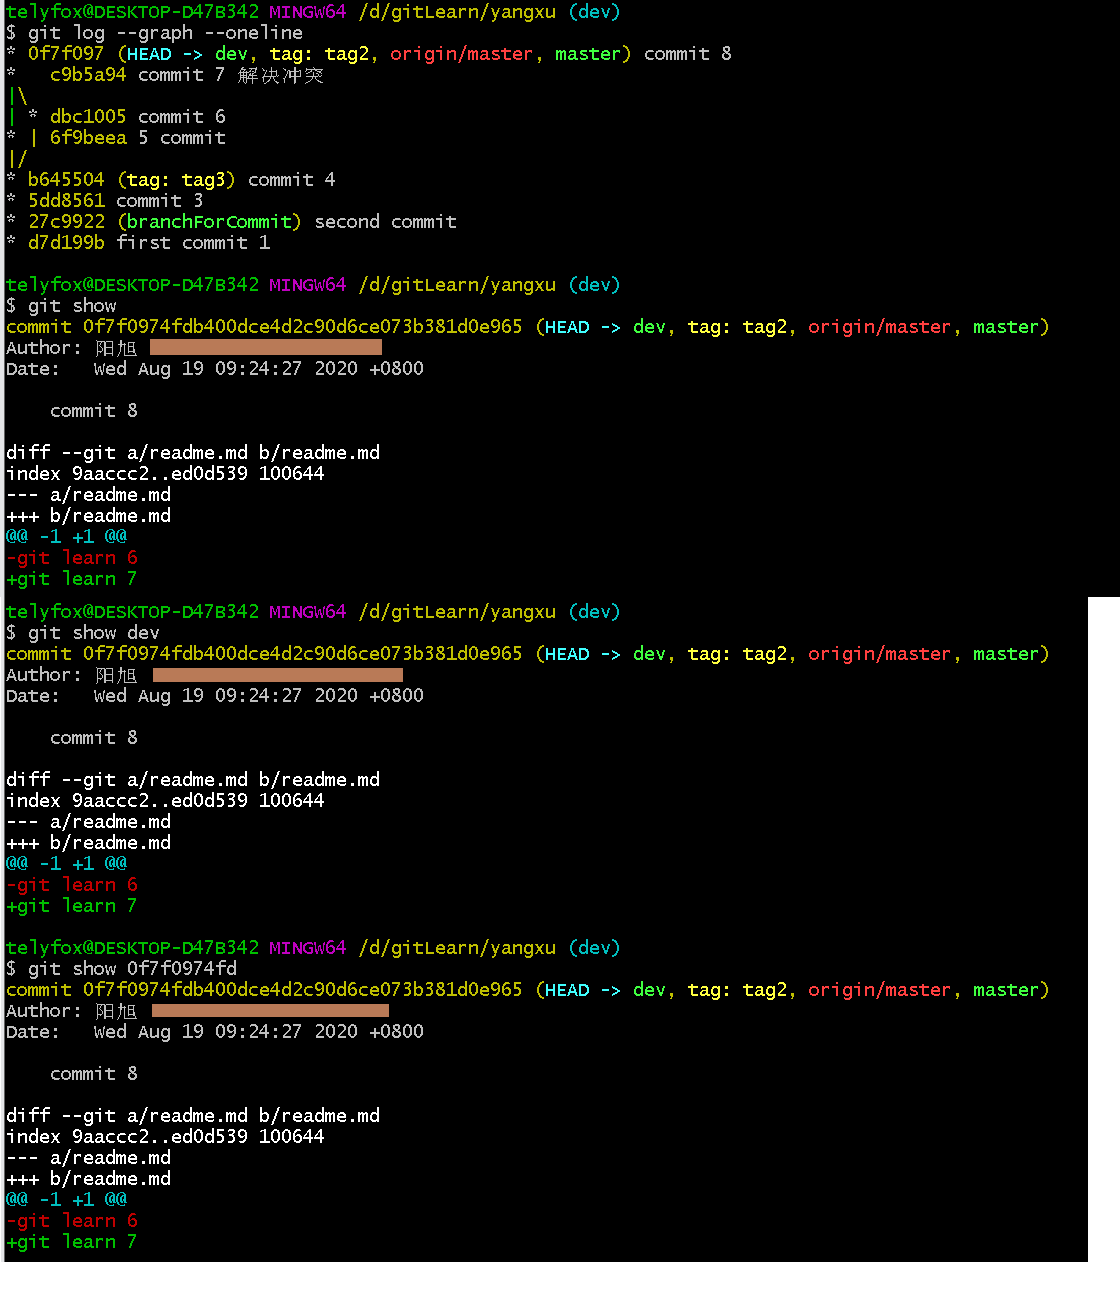 telyfox@DESKTOP-D47B342 MINGW64 /d/gitLearn/yangxu (dev)
$ git log --graph --oneline
* 0f7f097 (HEAD -> dev, tag: tag2, origin/master, master) commit 8
*   c9b5a94 commit 7 解决冲突
|\
| * dbc1005 commit 6
* | 6f9beea 5 commit
|/
* b645504 (tag: tag3) commit 4
* 5dd8561 commit 3
* 27c9922 (branchForCommit) second commit
* d7d199b first commit 1
telyfox@DESKTOP-D47B342 MINGW64 /d/gitLearn/yangxu (dev)
$ git show
commit 0f7f0974fdb400dce4d2c90d6ce073b381d0e965 (HEAD -> dev, tag: tag2, origin/master, master)
Author: 阳旭
Date:   Wed Aug 19 09:24:27 2020 +0800
commit 8
diff --git a/readme.md b/readme.md
index 9aaccc2..ed0d539 100644
--- a/readme.md
+++ b/readme.md
@@ -1 +1 @@
-git learn 6
+git learn 7
telyfox@DESKTOP-D47B342 MINGW64 /d/gitLearn/yangxu (dev)
$ git show dev
commit 0f7f0974fdb400dce4d2c90d6ce073b381d0e965 (HEAD -> dev, tag: tag2, origin/master, master)
Author: 阳旭
Date:   Wed Aug 19 09:24:27 2020 +0800
commit 8
diff --git a/readme.md b/readme.md
index 9aaccc2..ed0d539 100644
--- a/readme.md
+++ b/readme.md
@@ -1 +1 @@
-git learn 6
+git learn 7
telyfox@DESKTOP-D47B342 MINGW64 /d/gitLearn/yangxu (dev)
$ git show 0f7f0974fd
commit 0f7f0974fdb400dce4d2c90d6ce073b381d0e965 (HEAD -> dev, tag: tag2, origin/master, master)
Author: 阳旭
Date:   Wed Aug 19 09:24:27 2020 +0800
commit 8
diff --git a/readme.md b/readme.md
index 9aaccc2..ed0d539 100644
--- a/readme.md
+++ b/readme.md
@@ -1 +1 @@
-git learn 6
+git learn 7